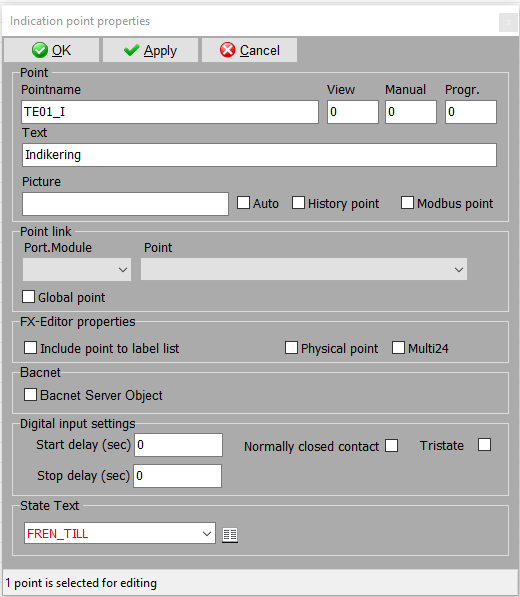 Indication point properties
OK Apply Cancel
Point
Pointname View Manual Progr.
TE01_I 0 0 0
Text
Indikering
Picture
Auto History point Modbus point
Point link
Port.Module Point
Global point
FX-Editor properties
Include point to label list Physical point Multi24
Bacnet
Bacnet Server Object
Digital input settings
Start delay (sec) 0 Normally closed contact Tristate
Stop delay (sec) 0
State Text
FREN_TILL
1 point is selected for editing